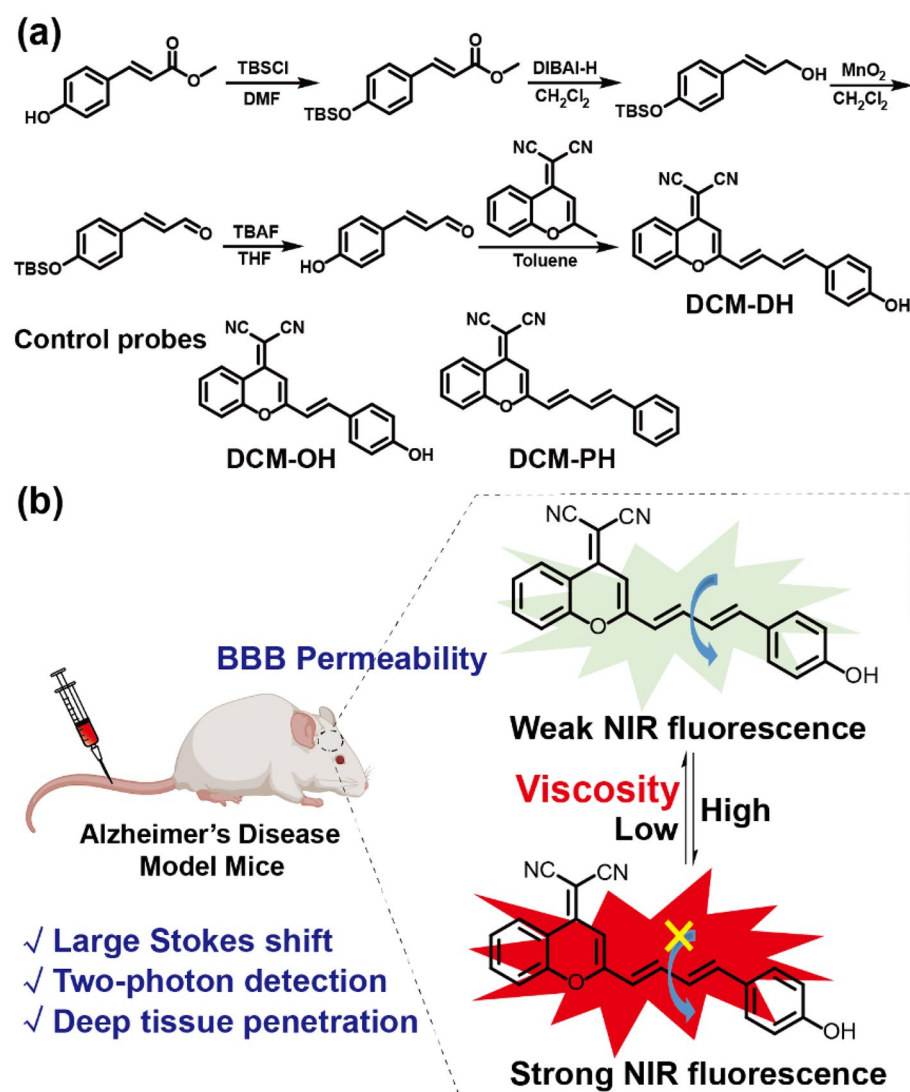 (a)
O
O
HO
TBSCl
DMF
O
O
TBSO
DIBAl-H
CH₂Cl₂
OH
TBSO
MnO₂
CH₂Cl₂
O
TBSO
TBAF
THF
O
HO
NC CN
O
Toluene
NC CN
O
OH
DCM-DH
Control probes
NC CN
O
OH
DCM-OH
NC CN
O
DCM-PH
(b)
NC CN
O
OH
BBB Permeability
Weak NIR fluorescence
Viscosity
Low
High
Alzheimer's Disease
Model Mice
NC CN
O
OH
√ Large Stokes shift
√ Two-photon detection
√ Deep tissue penetration
Strong NIR fluorescence